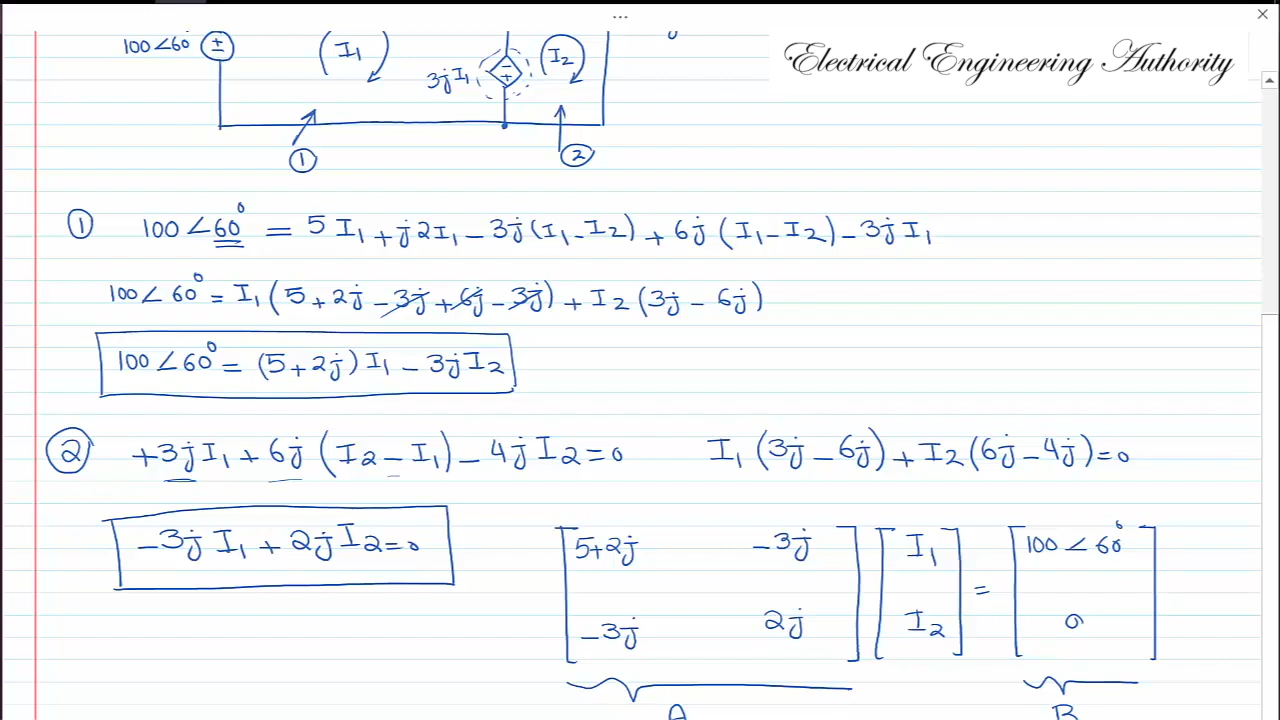 ...
Electrical Engineering Authority
100∠60° ± I₁ 3jI₁ − + I₂
① ②
① 100∠60° = 5I₁ + j2I₁ − 3j(I₁ − I₂) + 6j(I₁ − I₂) − 3jI₁
100∠60° = I₁(5 + 2j − 3j + 6j − 3j) + I₂(3j − 6j)
100∠60° = (5 + 2j)I₁ − 3jI₂
② +3jI₁ + 6j(I₂ − I₁) − 4jI₂ = 0 I₁(3j − 6j) + I₂(6j − 4j) = 0
−3jI₁ + 2jI₂ = 0
[5+2j −3j] [I₁] = [100∠60°]
[−3j 2j] [I₂] [0]
A B